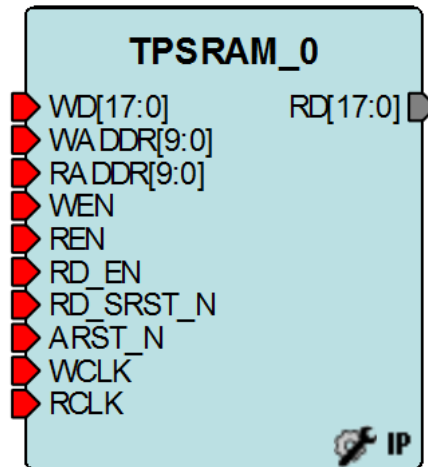 TPSRAM_0
WD[17:0] RD[17:0]
WADDR[9:0]
RADDR[9:0]
WEN
REN
RD_EN
RD_SRST_N
ARST_N
WCLK
RCLK
IP